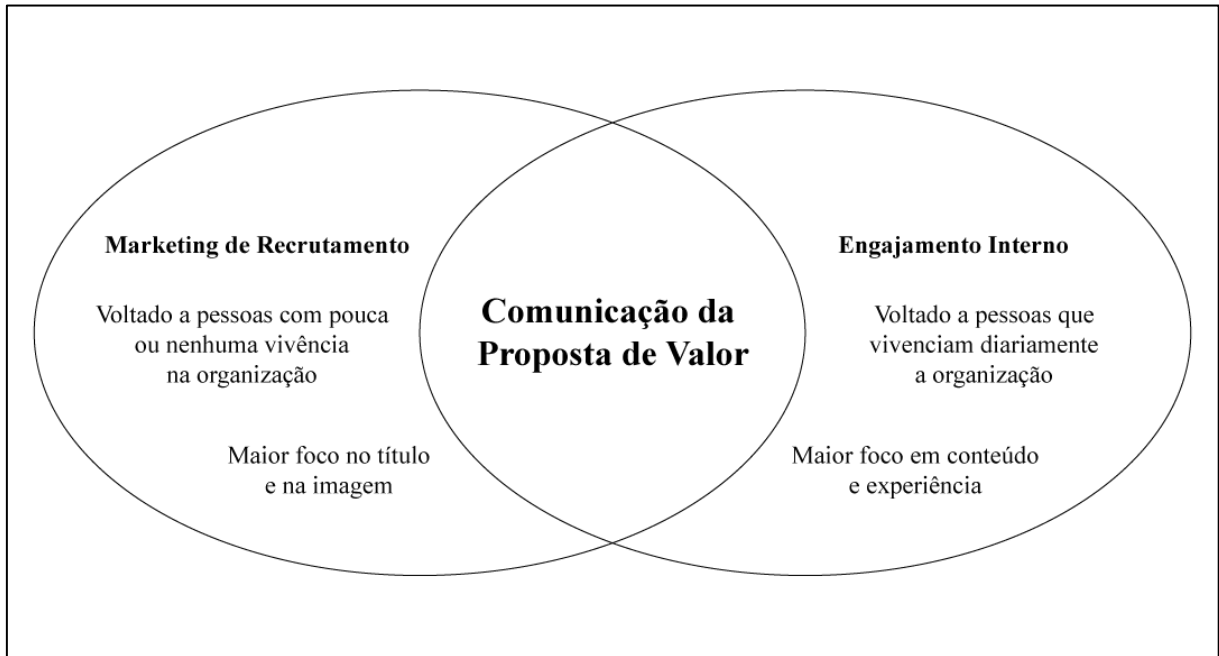 Marketing de Recrutamento
Voltado a pessoas com pouca
ou nenhuma vivência
na organização
Maior foco no título
e na imagem
Comunicação da
Proposta de Valor
Engajamento Interno
Voltado a pessoas que
vivenciam diariamente
a organização
Maior foco em conteúdo
e experiência